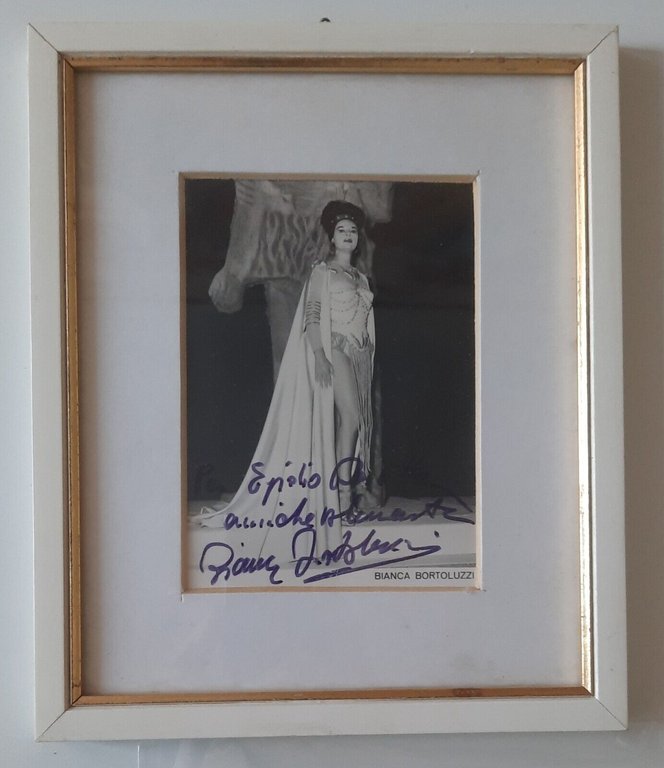 Egidio
amichevolmente
Bianca Bortoluzzi
BIANCA BORTOLUZZI